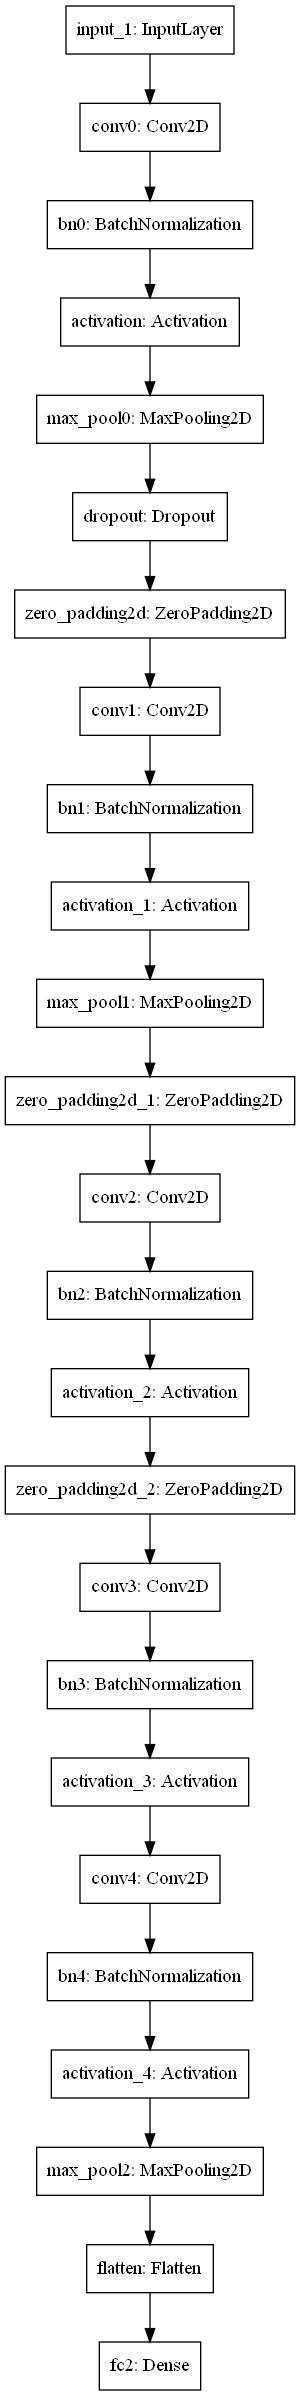 input_1: InputLayer
conv0: Conv2D
bn0: BatchNormalization
activation: Activation
max_pool0: MaxPooling2D
dropout: Dropout
zero_padding2d: ZeroPadding2D
conv1: Conv2D
bn1: BatchNormalization
activation_1: Activation
max_pool1: MaxPooling2D
zero_padding2d_1: ZeroPadding2D
conv2: Conv2D
bn2: BatchNormalization
activation_2: Activation
zero_padding2d_2: ZeroPadding2D
conv3: Conv2D
bn3: BatchNormalization
activation_3: Activation
conv4: Conv2D
bn4: BatchNormalization
activation_4: Activation
max_pool2: MaxPooling2D
flatten: Flatten
fc2: Dense